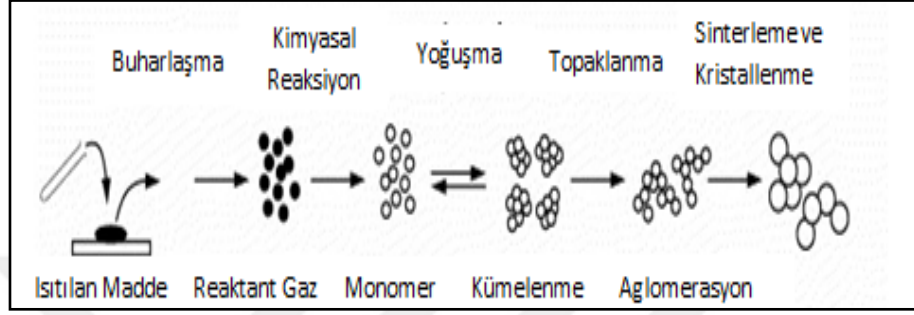 Buharlaşma
Kimyasal
Reaksiyon
Yoğuşma
Topaklanma
Sinterleme ve
Kristallenme
Isıtılan Madde
Reaktant Gaz
Monomer
Kümelenme
Aglomerasyon